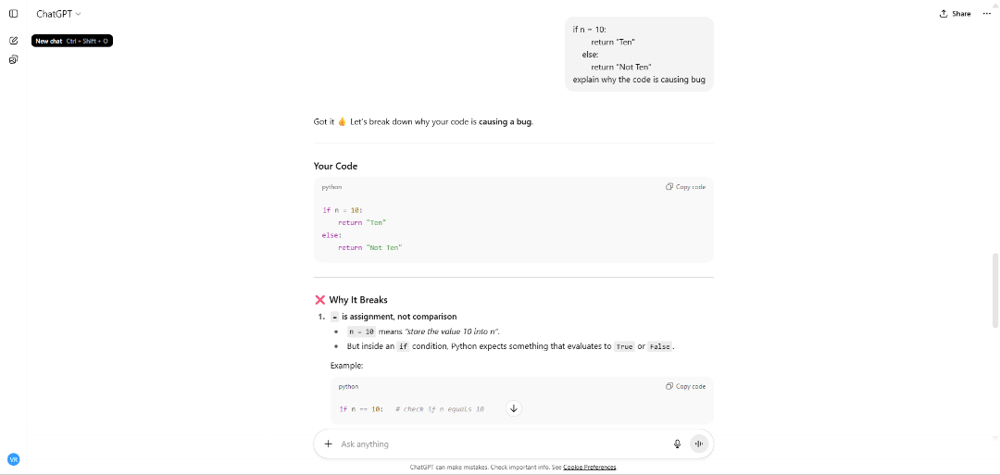 ChatGPT
Share
New chat Ctrl + Shift + O
if n = 10:
return "Ten"
else:
return "Not Ten"
explain why the code is causing bug
Got it 👍 Let's break down why your code is causing a bug.
Your Code
python
Copy code
if n = 10:
return "Ten"
else:
return "Not Ten"
❌ Why It Breaks
1. = is assignment, not comparison
• n = 10 means "store the value 10 into n".
• But inside an if condition, Python expects something that evaluates to True or False.
Example:
python
Copy code
if n == 10: # check if n equals 10
Ask anything
VR
ChatGPT can make mistakes. Check important info. See Cookie Preferences.